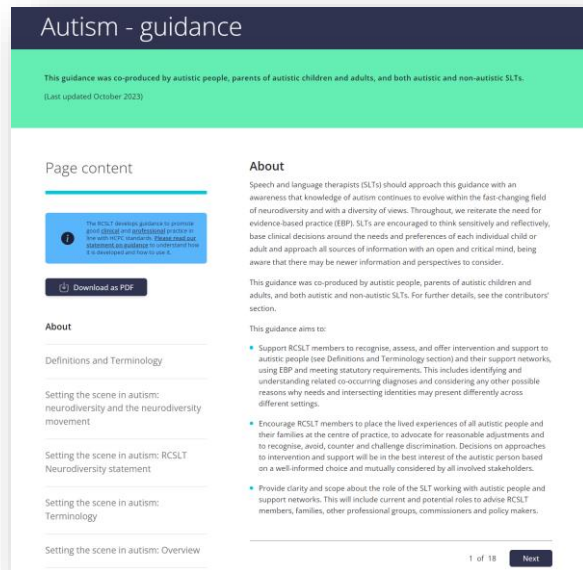 Autism - guidance
This guidance was co-produced by autistic people, parents of autistic children and adults, and both autistic and non-autistic SLTs.
(Last updated October 2023)
Page content
The RCSLT develops guidance to promote
good clinical and professional practice in
line with HCPC standards. Please read our
statement on guidance to understand how
it is developed and how to use it.
Download as PDF
About
Definitions and Terminology
Setting the scene in autism:
neurodiversity and the neurodiversity
movement
Setting the scene in autism: RCSLT
Neurodiversity statement
Setting the scene in autism:
Terminology
Setting the scene in autism: Overview
About
Speech and language therapists (SLTs) should approach this guidance with an
awareness that knowledge of autism continues to evolve within the fast-changing field
of neurodiversity and with a diversity of views. Throughout, we reiterate the need for
evidence-based practice (EBP). SLTs are encouraged to think sensitively and reflectively,
base clinical decisions around the needs and preferences of each individual child or
adult and approach all sources of information with an open and critical mind, being
aware that there may be newer information and perspectives to consider.
This guidance was co-produced by autistic people, parents of autistic children and
adults, and both autistic and non-autistic SLTs. For further details, see the contributors'
section.
This guidance aims to:
• Support RCSLT members to recognise, assess, and offer intervention and support to
autistic people (see Definitions and Terminology section) and their support networks,
using EBP and meeting statutory requirements. This includes identifying and
understanding related co-occurring diagnoses and considering any other possible
reasons why needs and intersecting identities may present differently across
different settings.
• Encourage RCSLT members to place the lived experiences of all autistic people and
their families at the centre of practice, to advocate for reasonable adjustments and
to recognise, avoid, counter and challenge discrimination. Decisions on approaches
to intervention and support will be in the best interest of the autistic person based
on a well-informed choice and mutually considered by all involved stakeholders.
• Provide clarity and scope about the role of the SLT working with autistic people and
support networks. This will include current and potential roles to advise RCSLT
members, families, other professional groups, commissioners and policy makers.
1 of 18 Next